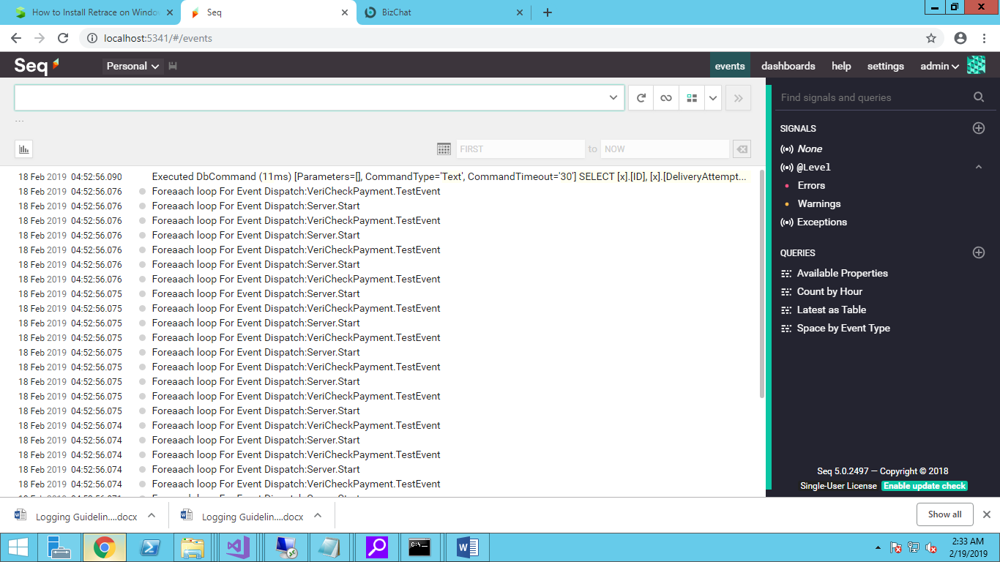 How to Install Retrace on Windo
Seq
BizChat
localhost:5341/#/events
Seq
Personal
events
dashboards
help
settings
admin
Find signals and queries
...
FIRST
to
NOW
SIGNALS
None
@Level
Errors
Warnings
Exceptions
QUERIES
Available Properties
Count by Hour
Latest as Table
Space by Event Type
18 Feb 2019 04:52:56.090 Executed DbCommand (11ms) [Parameters=[], CommandType='Text', CommandTimeout='30'] SELECT [x].[ID], [x].[DeliveryAttempt...
18 Feb 2019 04:52:56.076 Foreaach loop For Event Dispatch:VeriCheckPayment.TestEvent
18 Feb 2019 04:52:56.076 Foreaach loop For Event Dispatch:Server.Start
18 Feb 2019 04:52:56.076 Foreaach loop For Event Dispatch:VeriCheckPayment.TestEvent
18 Feb 2019 04:52:56.076 Foreaach loop For Event Dispatch:Server.Start
18 Feb 2019 04:52:56.076 Foreaach loop For Event Dispatch:VeriCheckPayment.TestEvent
18 Feb 2019 04:52:56.076 Foreaach loop For Event Dispatch:Server.Start
18 Feb 2019 04:52:56.076 Foreaach loop For Event Dispatch:VeriCheckPayment.TestEvent
18 Feb 2019 04:52:56.076 Foreaach loop For Event Dispatch:Server.Start
18 Feb 2019 04:52:56.075 Foreaach loop For Event Dispatch:VeriCheckPayment.TestEvent
18 Feb 2019 04:52:56.075 Foreaach loop For Event Dispatch:Server.Start
18 Feb 2019 04:52:56.075 Foreaach loop For Event Dispatch:VeriCheckPayment.TestEvent
18 Feb 2019 04:52:56.075 Foreaach loop For Event Dispatch:Server.Start
18 Feb 2019 04:52:56.075 Foreaach loop For Event Dispatch:VeriCheckPayment.TestEvent
18 Feb 2019 04:52:56.075 Foreaach loop For Event Dispatch:Server.Start
18 Feb 2019 04:52:56.075 Foreaach loop For Event Dispatch:VeriCheckPayment.TestEvent
18 Feb 2019 04:52:56.075 Foreaach loop For Event Dispatch:Server.Start
18 Feb 2019 04:52:56.074 Foreaach loop For Event Dispatch:VeriCheckPayment.TestEvent
18 Feb 2019 04:52:56.074 Foreaach loop For Event Dispatch:Server.Start
18 Feb 2019 04:52:56.074 Foreaach loop For Event Dispatch:VeriCheckPayment.TestEvent
18 Feb 2019 04:52:56.074 Foreaach loop For Event Dispatch:Server.Start
18 Feb 2019 04:52:56.074 Foreaach loop For Event Dispatch:VeriCheckPayment.TestEvent
Seq 5.0.2497 — Copyright © 2018
Single-User License Enable update check
Logging Guidelin....docx
Logging Guidelin....docx
Show all
2:33 AM
2/19/2019